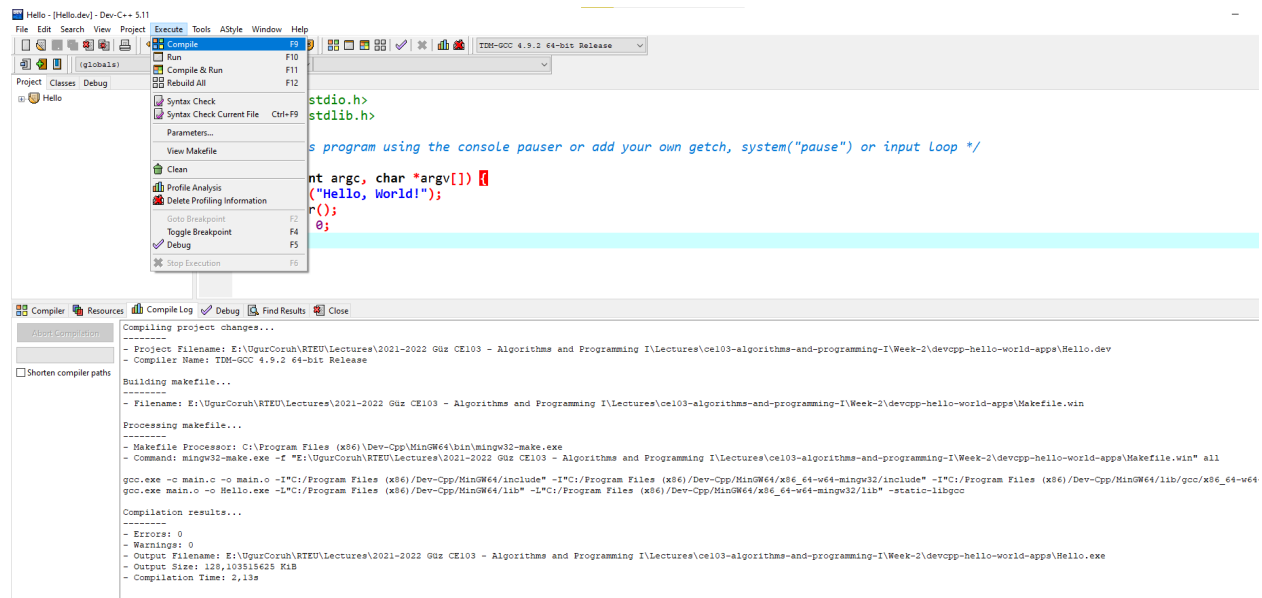 Hello - [Hello.dev] - Dev-C++ 5.11
File Edit Search View Project Execute Tools AStyle Window Help
TDM-GCC 4.9.2 64-bit Release
(globals)
Project Classes Debug
Hello
Compile F9
Run F10
Compile & Run F11
Rebuild All F12
Syntax Check
Syntax Check Current File Ctrl+F9
Parameters...
View Makefile
Clean
Profile Analysis
Delete Profiling Information
Goto Breakpoint F2
Toggle Breakpoint F4
Debug F5
Stop Execution F6
stdio.h>
stdlib.h>
s program using the console pauser or add your own getch, system("pause") or input loop */
nt argc, char *argv[]) {
("Hello, World!");
r();
0;
Compiler Resources Compile Log Debug Find Results Close
Abort Compilation
Shorten compiler paths
Compiling project changes...
--------
- Project Filename: E:\UgurCoruh\RTEU\Lectures\2021-2022 Güz CE103 - Algorithms and Programming I\Lectures\ce103-algorithms-and-programming-I\Week-2\devcpp-hello-world-apps\Hello.dev
- Compiler Name: TDM-GCC 4.9.2 64-bit Release
Building makefile...
--------
- Filename: E:\UgurCoruh\RTEU\Lectures\2021-2022 Güz CE103 - Algorithms and Programming I\Lectures\ce103-algorithms-and-programming-I\Week-2\devcpp-hello-world-apps\Makefile.win
Processing makefile...
--------
- Makefile Processor: C:\Program Files (x86)\Dev-Cpp\MinGW64\bin\mingw32-make.exe
- Command: mingw32-make.exe -f "E:\UgurCoruh\RTEU\Lectures\2021-2022 Güz CE103 - Algorithms and Programming I\Lectures\ce103-algorithms-and-programming-I\Week-2\devcpp-hello-world-apps\Makefile.win" all
gcc.exe -c main.c -o main.o -I"C:/Program Files (x86)/Dev-Cpp/MinGW64/include" -I"C:/Program Files (x86)/Dev-Cpp/MinGW64/x86_64-w64-mingw32/include" -I"C:/Program Files (x86)/Dev-Cpp/MinGW64/lib/gcc/x86_64-w64
gcc.exe main.o -o Hello.exe -L"C:/Program Files (x86)/Dev-Cpp/MinGW64/lib" -L"C:/Program Files (x86)/Dev-Cpp/MinGW64/x86_64-w64-mingw32/lib" -static-libgcc
Compilation results...
--------
- Errors: 0
- Warnings: 0
- Output Filename: E:\UgurCoruh\RTEU\Lectures\2021-2022 Güz CE103 - Algorithms and Programming I\Lectures\ce103-algorithms-and-programming-I\Week-2\devcpp-hello-world-apps\Hello.exe
- Output Size: 128,103515625 KiB
- Compilation Time: 2,13s